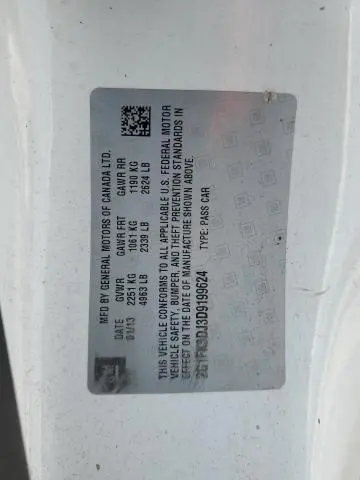 MFD BY GENERAL MOTORS OF CANADA LTD.
DATE GVWR GAWR FRT GAWR RR
01/13 2251 KG 1061 KG 1190 KG
4963 LB 2339 LB 2624 LB
THIS VEHICLE CONFORMS TO ALL APPLICABLE U.S. FEDERAL MOTOR
VEHICLE SAFETY, BUMPER, AND THEFT PREVENTION STANDARDS IN
EFFECT ON THE DATE OF MANUFACTURE SHOWN ABOVE.
2G1FK3DJ3D9199624 TYPE: PASS CAR